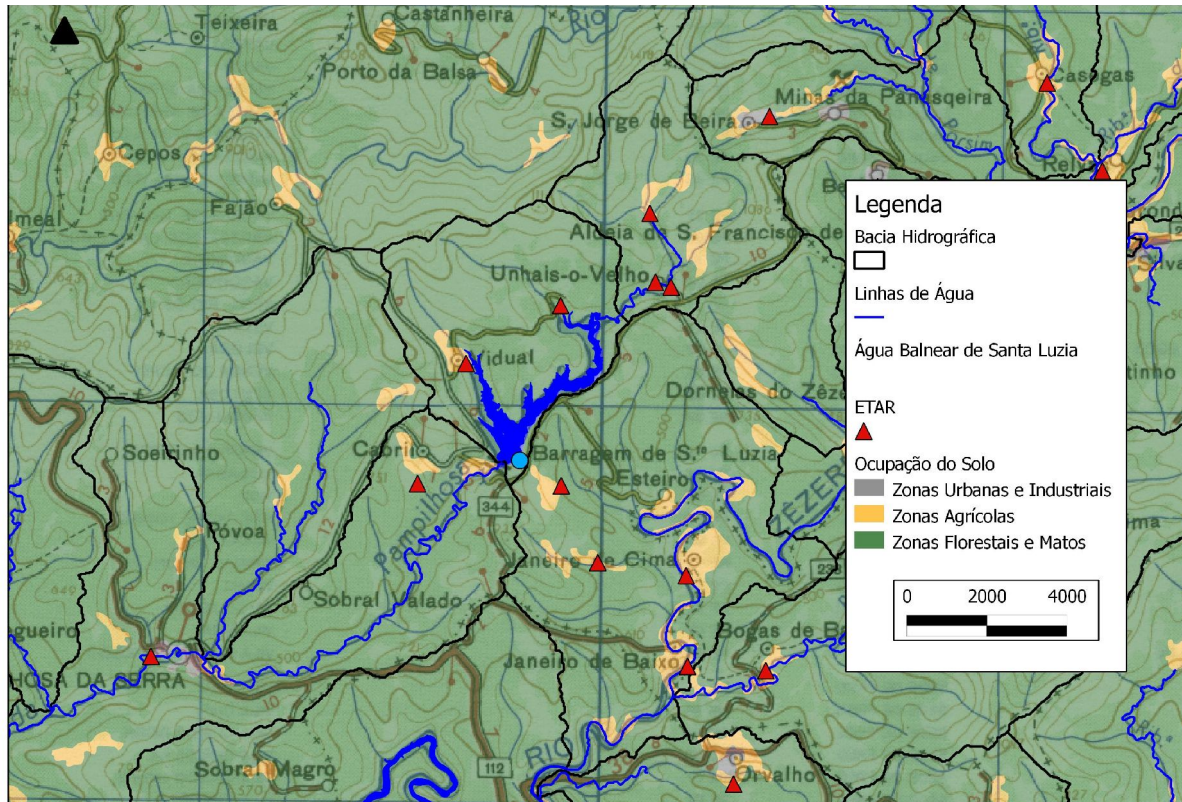 Teixeira
Castanheira
RIO
Porto da Balsa
Casegas
Minas da Panasqeira
S. Jorge de Beira
Cepos
Fajão
Aldeia de S. Francisco de
Unhais-o-Velho
Vidual
Dornelas do Zêze
Soeirinho
Cabril
Barragem de S.ta Luzia
Esteiro
Pampilhosa
344
ZÊZERE
Póvoa
Janeiro de Cima
Sobral Valado
Bogas de B
Janeiro de Baixo
HOSA DA SERRA
RIO
112
Sobral Magro
Orvalho
Legenda
Bacia Hidrográfica
Linhas de Água
Água Balnear de Santa Luzia
ETAR
Ocupação do Solo
Zonas Urbanas e Industriais
Zonas Agrícolas
Zonas Florestais e Matos
0 2000 4000